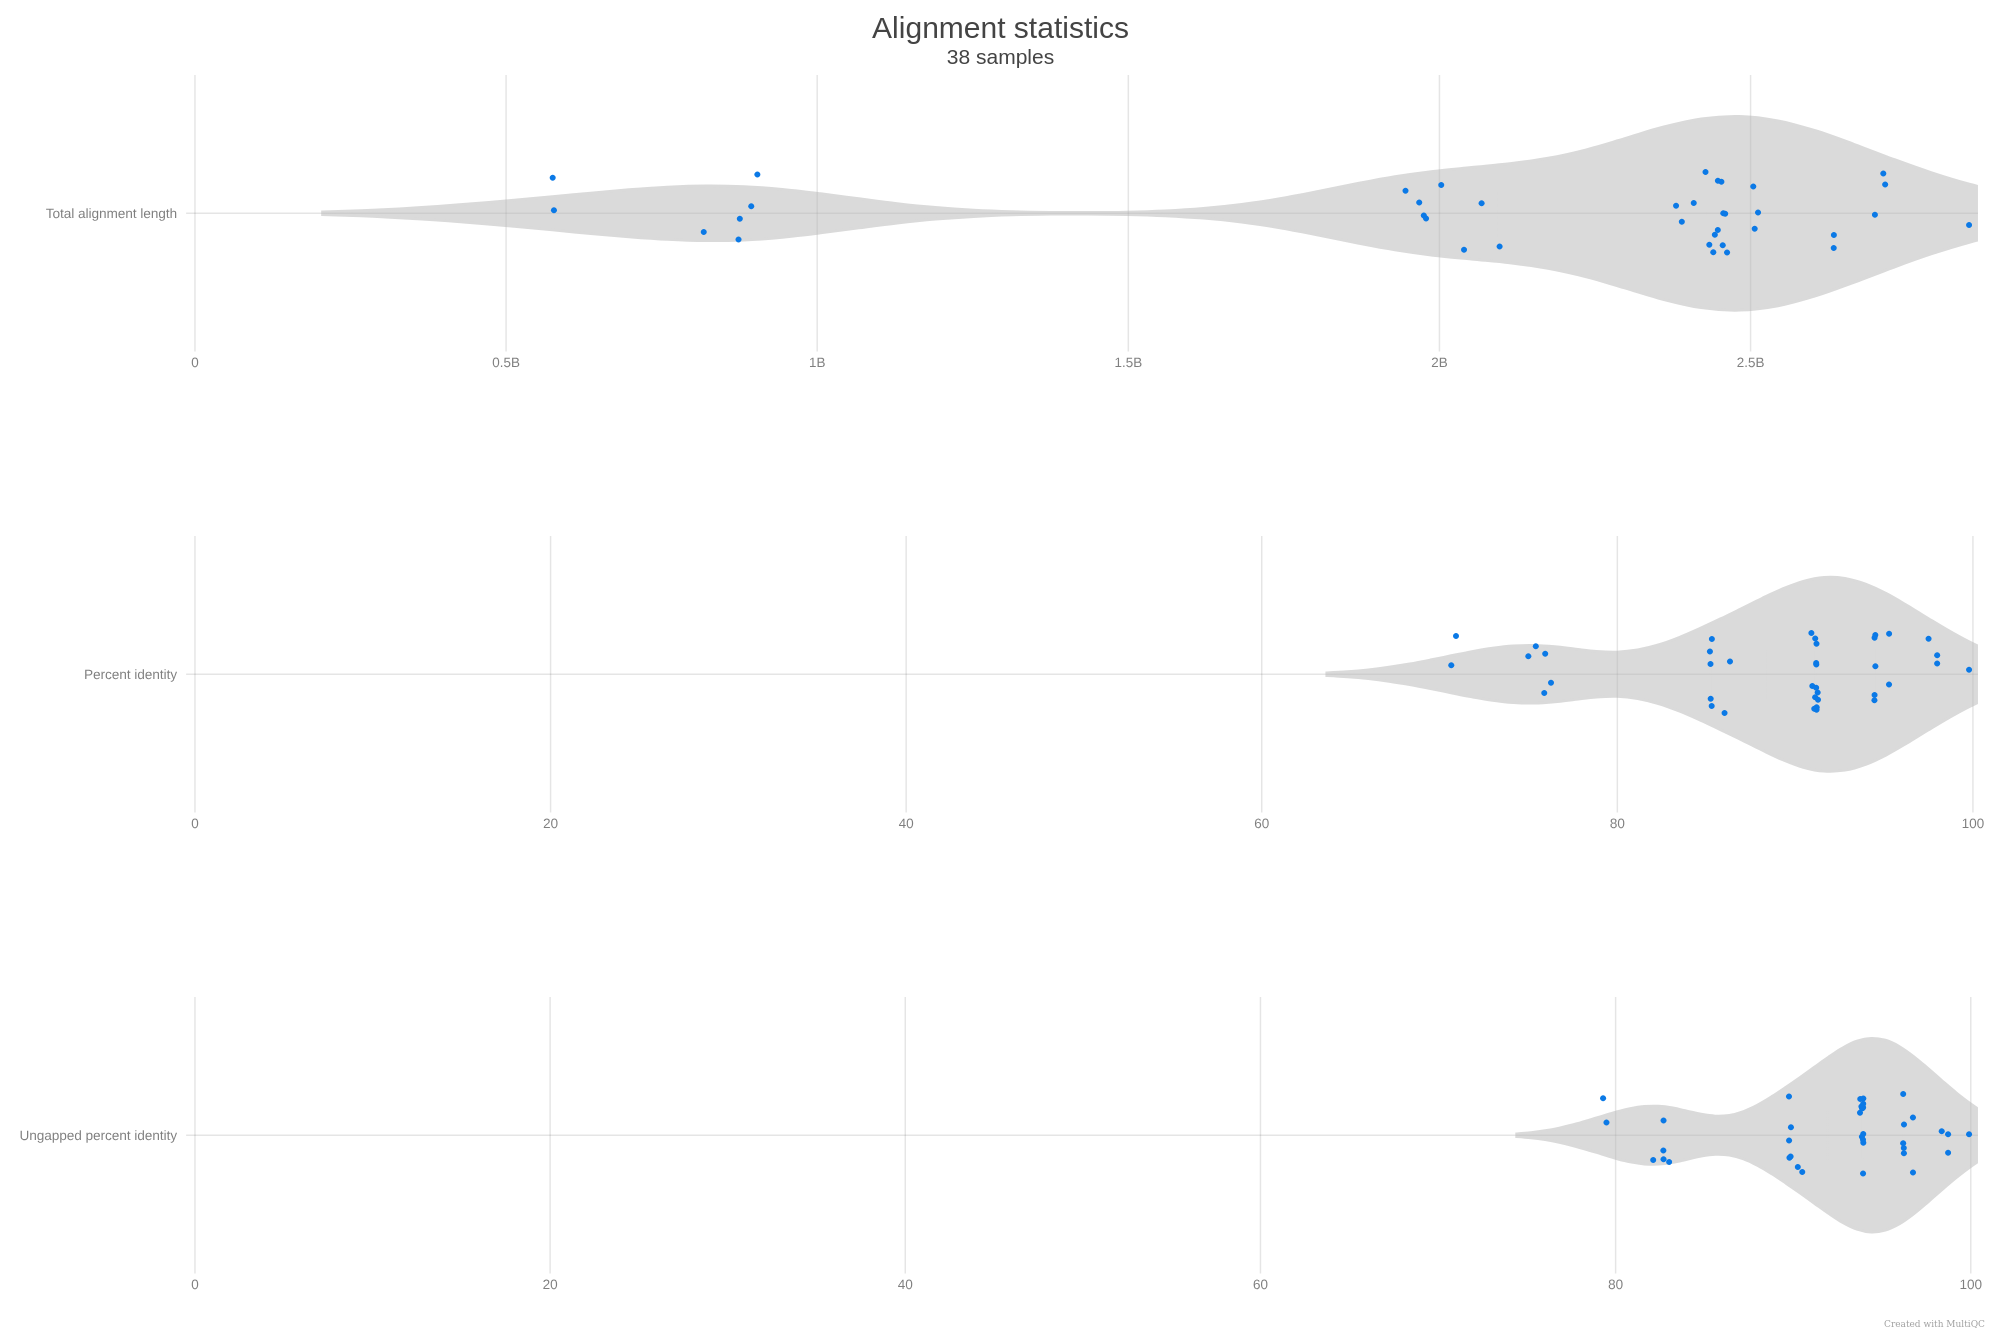 Alignment statistics
38 samples
Total alignment length
0 0.5B 1B 1.5B 2B 2.5B
Percent identity
0 20 40 60 80 100
Ungapped percent identity
0 20 40 60 80 100
Created with MultiQC